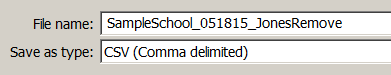 File name: SampleSchool_051815_JonesRemove
Save as type: CSV (Comma delimited)